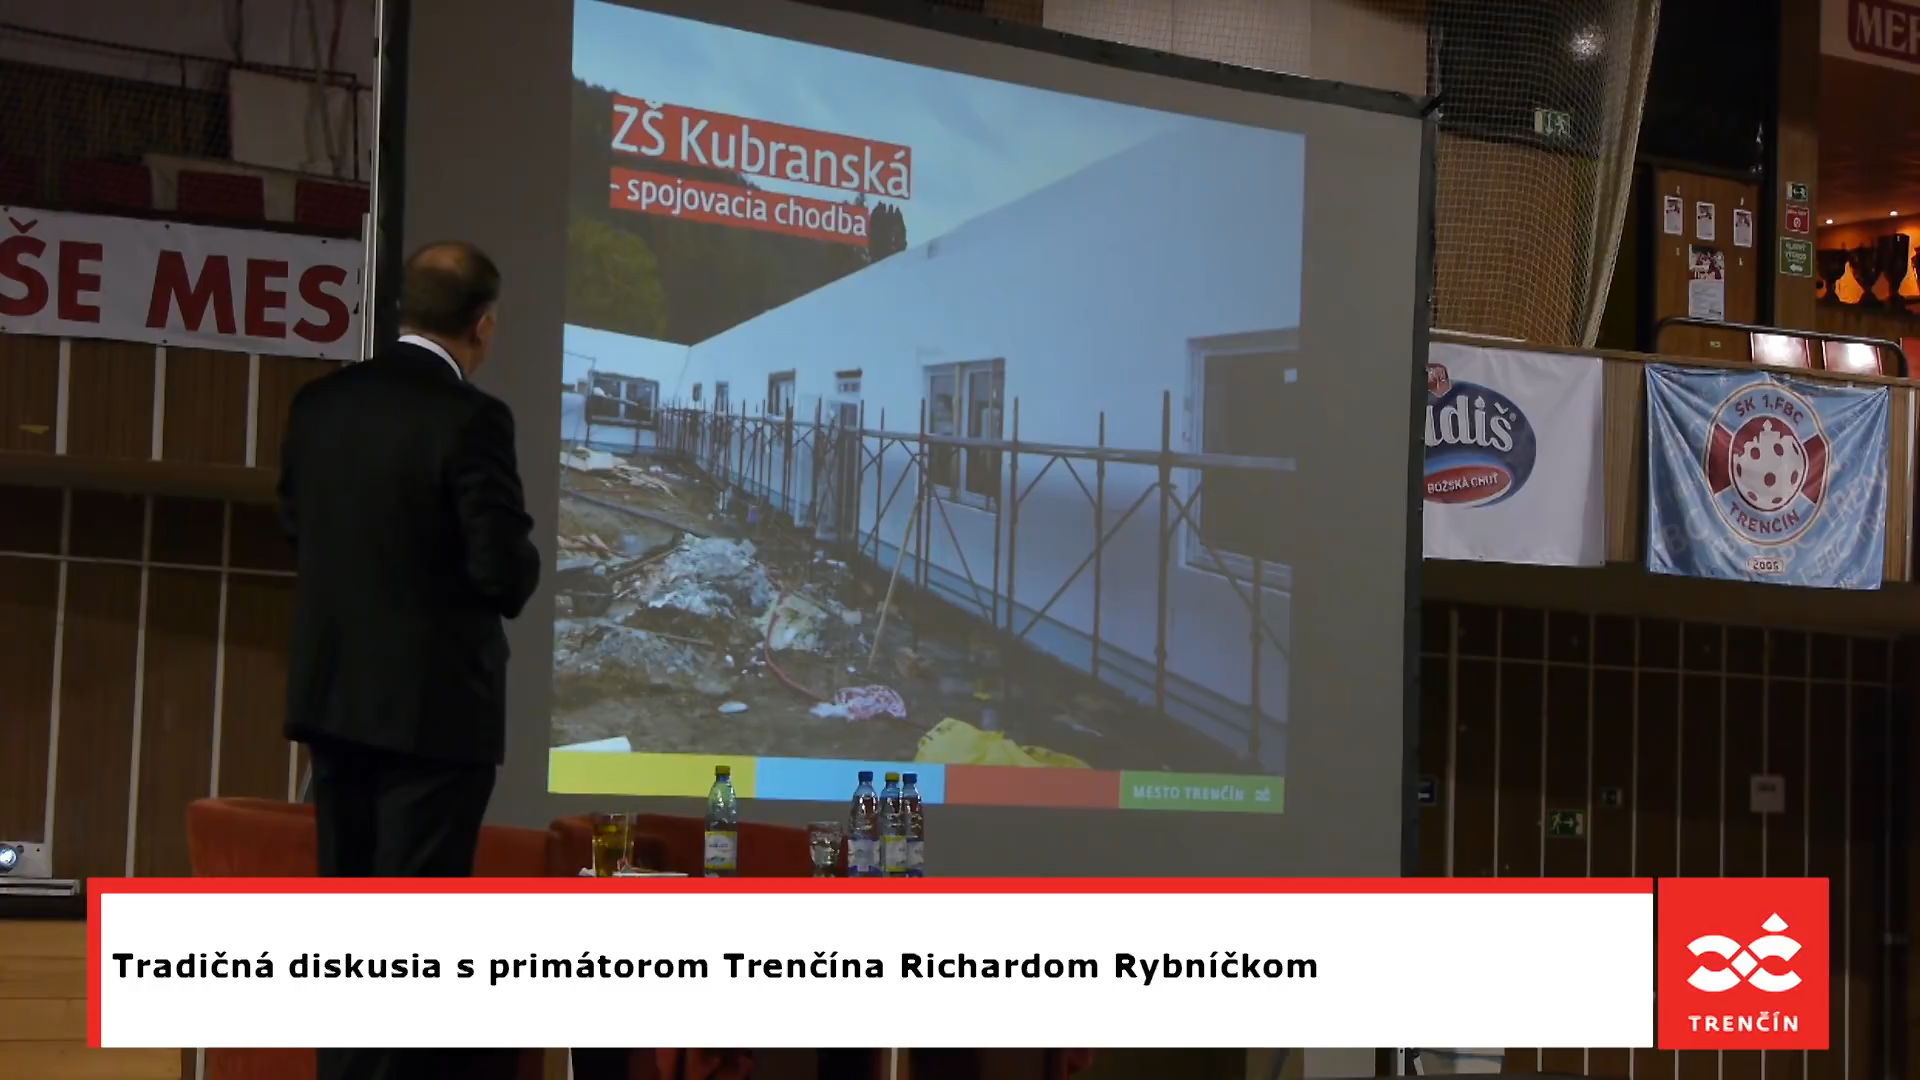 ZŠ Kubranská
- spojovacia chodba
ŠE MES
MESTO TRENČÍN
MER
diš
BOŽSKÁ CHUŤ
SK 1.FBC
TRENČÍN
2005
Tradičná diskusia s primátorom Trenčína Richardom Rybníčkom
TRENČÍN